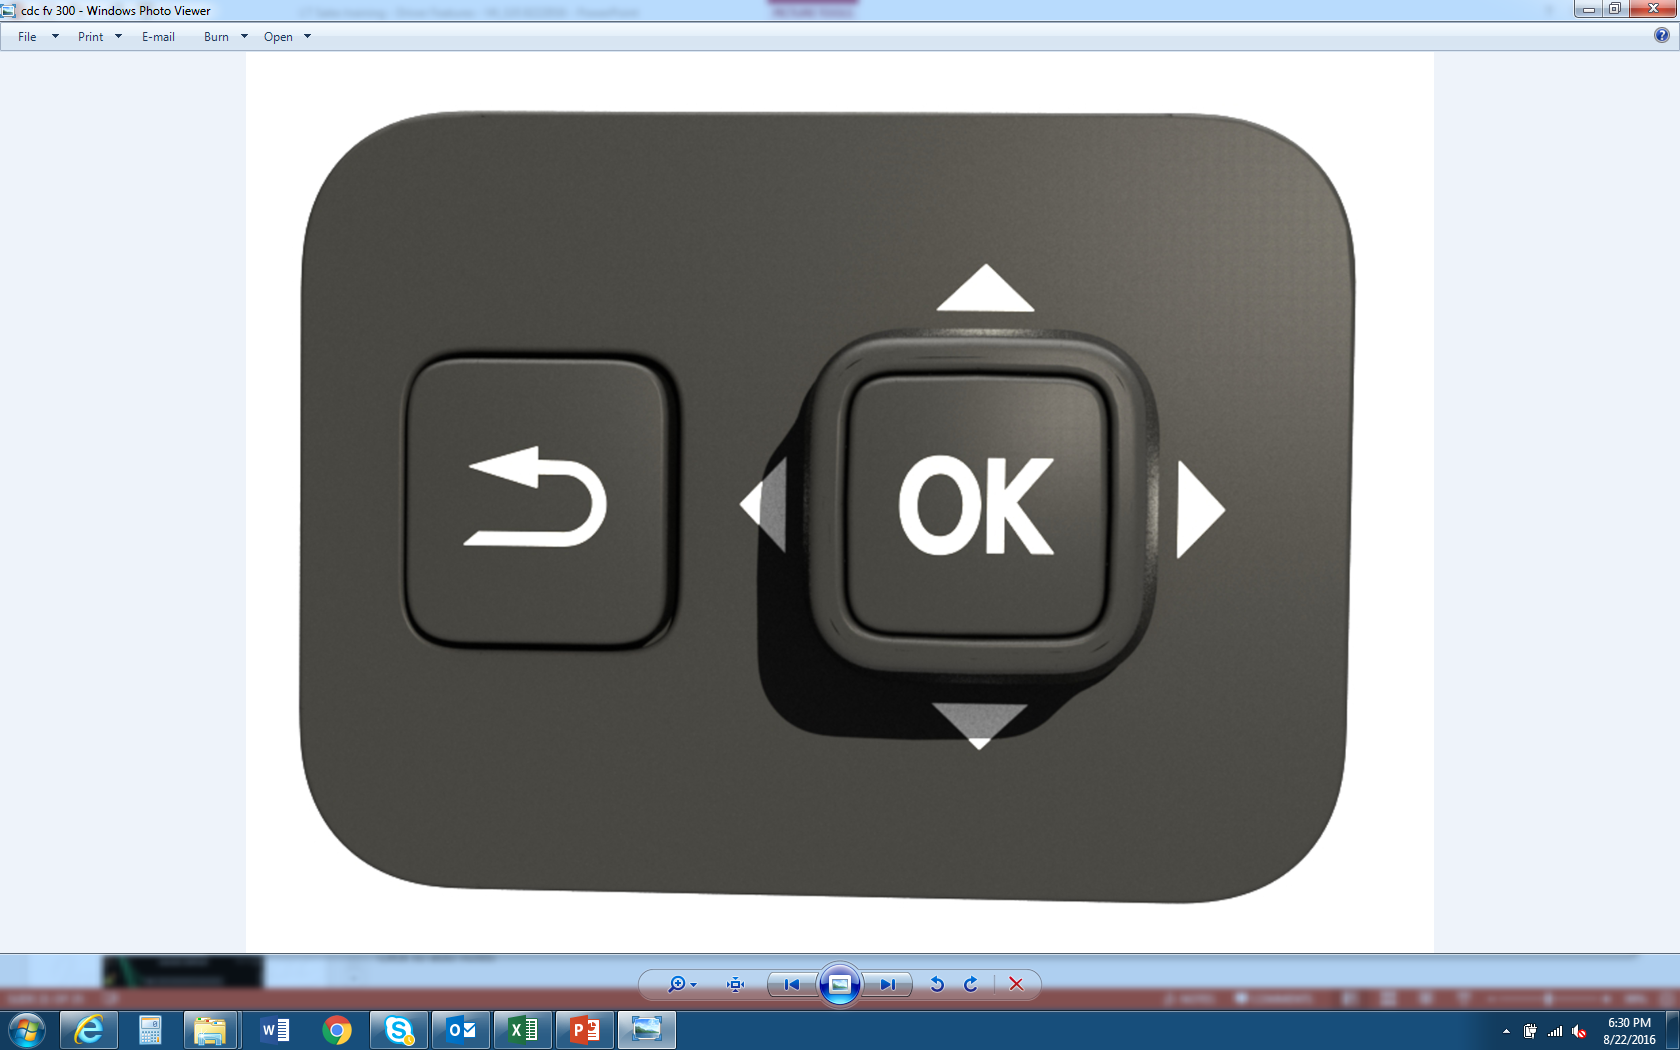 cdc fv 300 - Windows Photo Viewer
File Print E-mail Burn Open
OK
6:30 PM
8/22/2016